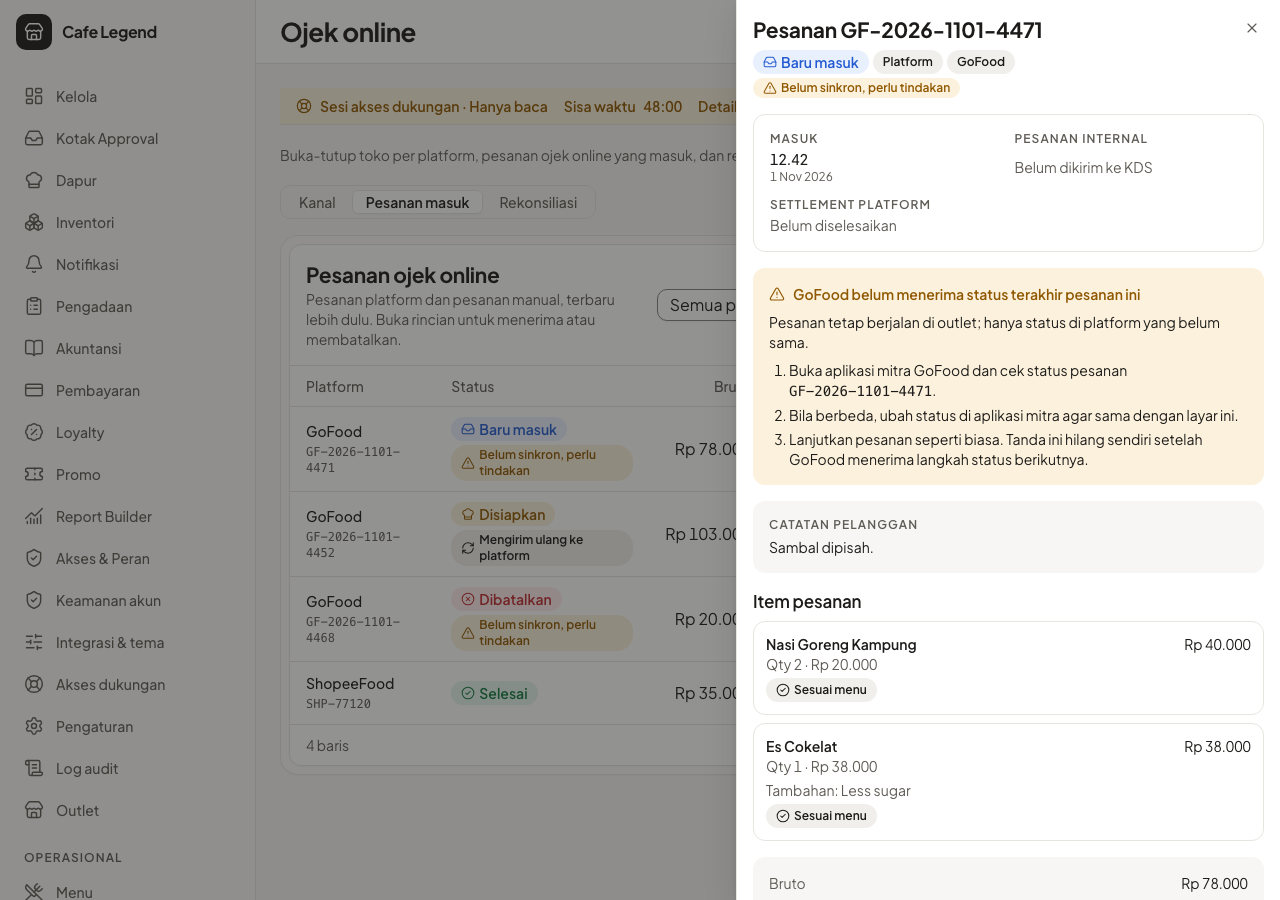 Cafe Legend
Kelola
Kotak Approval
Dapur
Inventori
Notifikasi
Pengadaan
Akuntansi
Pembayaran
Loyalty
Promo
Report Builder
Akses & Peran
Keamanan akun
Integrasi & tema
Akses dukungan
Pengaturan
Log audit
Outlet
OPERASIONAL
Menu
Ojek online
Sesi akses dukungan · Hanya baca Sisa waktu 48:00 Detail
Buka-tutup toko per platform, pesanan ojek online yang masuk, dan
Kanal Pesanan masuk Rekonsiliasi
Pesanan ojek online
Pesanan platform dan pesanan manual, terbaru
lebih dulu. Buka rincian untuk menerima atau
membatalkan.
Semua p
Platform Status Bru
GoFood
GF-2026-1101-
4471
Baru masuk
Belum sinkron, perlu
tindakan
Rp 78.00
GoFood
GF-2026-1101-
4452
Disiapkan
Mengirim ulang ke
platform
Rp 103.00
GoFood
GF-2026-1101-
4468
Dibatalkan
Belum sinkron, perlu
tindakan
Rp 20.00
ShopeeFood
SHP-77120
Selesai
Rp 35.00
4 baris
Pesanan GF-2026-1101-4471
Baru masuk Platform GoFood
Belum sinkron, perlu tindakan
MASUK
12.42
1 Nov 2026
PESANAN INTERNAL
Belum dikirim ke KDS
SETTLEMENT PLATFORM
Belum diselesaikan
GoFood belum menerima status terakhir pesanan ini
Pesanan tetap berjalan di outlet; hanya status di platform yang belum
sama.
1. Buka aplikasi mitra GoFood dan cek status pesanan
GF-2026-1101-4471.
2. Bila berbeda, ubah status di aplikasi mitra agar sama dengan layar ini.
3. Lanjutkan pesanan seperti biasa. Tanda ini hilang sendiri setelah
GoFood menerima langkah status berikutnya.
CATATAN PELANGGAN
Sambal dipisah.
Item pesanan
Nasi Goreng Kampung Rp 40.000
Qty 2 · Rp 20.000
Sesuai menu
Es Cokelat Rp 38.000
Qty 1 · Rp 38.000
Tambahan: Less sugar
Sesuai menu
Bruto Rp 78.000